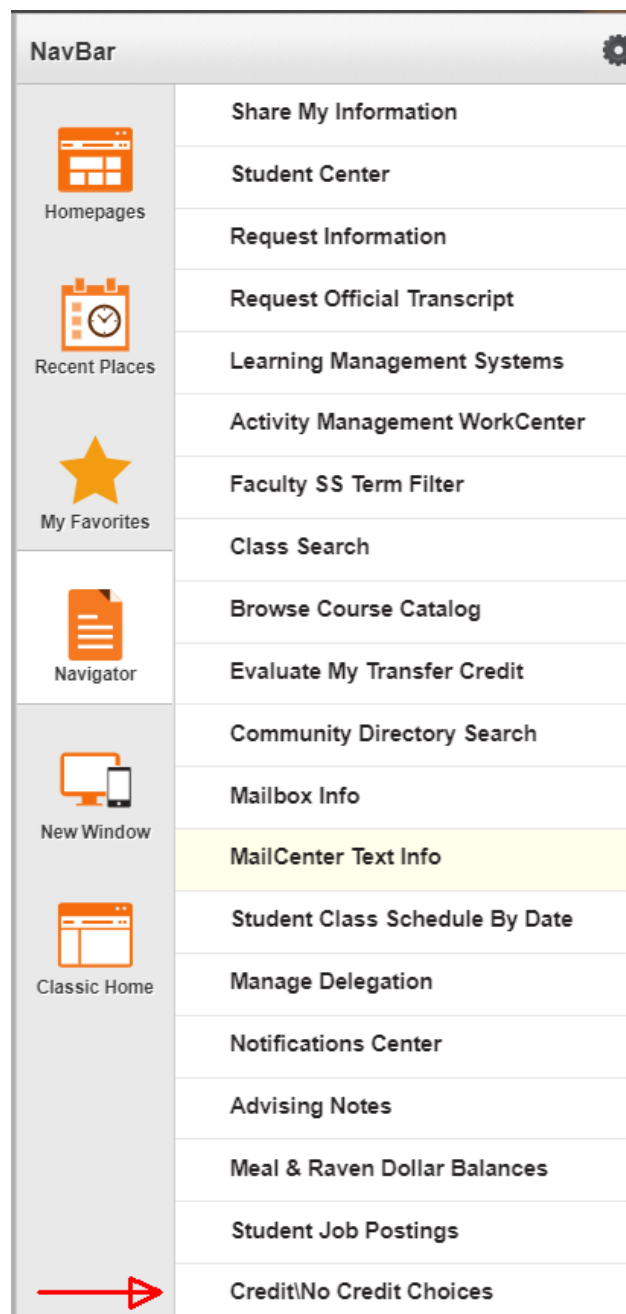 NavBar
Homepages
Recent Places
My Favorites
Navigator
New Window
Classic Home
Share My Information
Student Center
Request Information
Request Official Transcript
Learning Management Systems
Activity Management WorkCenter
Faculty SS Term Filter
Class Search
Browse Course Catalog
Evaluate My Transfer Credit
Community Directory Search
Mailbox Info
MailCenter Text Info
Student Class Schedule By Date
Manage Delegation
Notifications Center
Advising Notes
Meal & Raven Dollar Balances
Student Job Postings
Credit\No Credit Choices